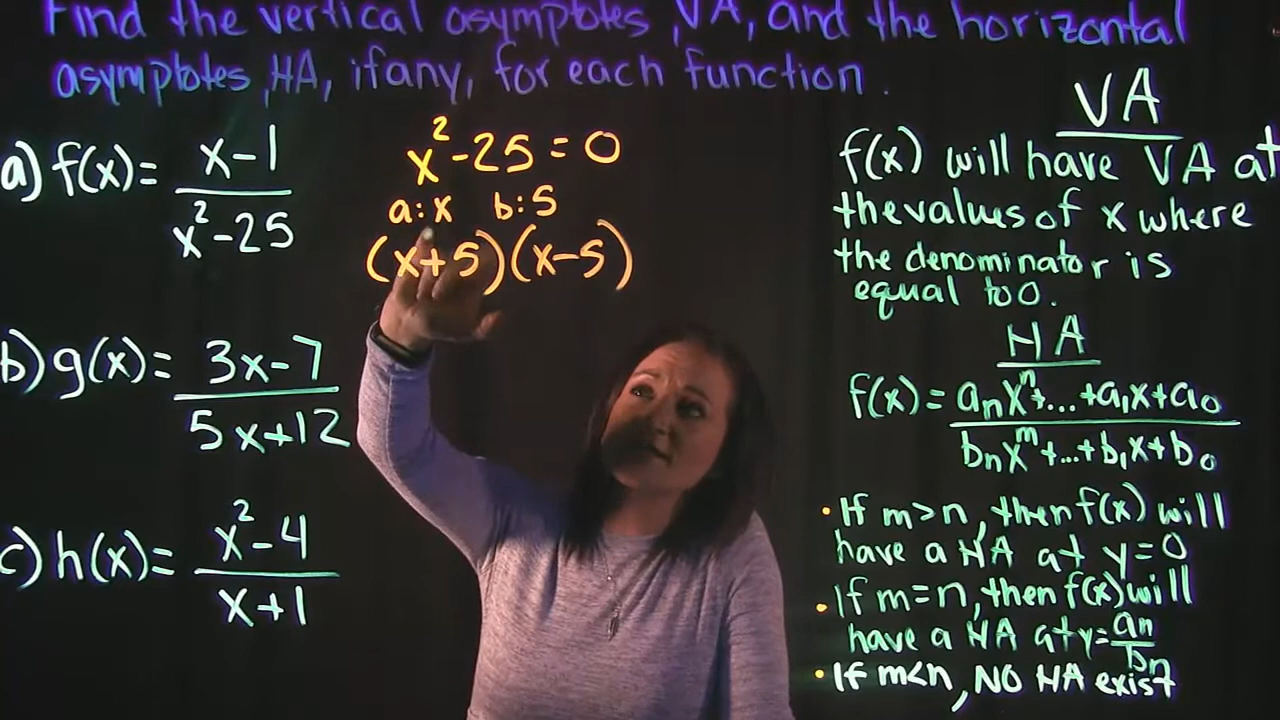 Find the vertical asymptotes, VA, and the horizontal
asymptotes, HA, if any, for each function.
a) f(x) = x-1
x²-25
x²-25=0
a:x b:5
(x+5)(x-5)
b) g(x) = 3x-7
5x+12
c) h(x) = x²-4
x+1
VA
f(x) will have VA at
the values of x where
the denominator is
equal to 0.
HA
f(x) = aₙxⁿ+...+a₁x+a₀
bₙxᵐ+...+b₁x+b₀
• If m>n, then f(x) will
have a HA at y=0
• If m=n, then f(x) will
have a HA at y=aₙ
bₙ
• If m<n, NO HA exist